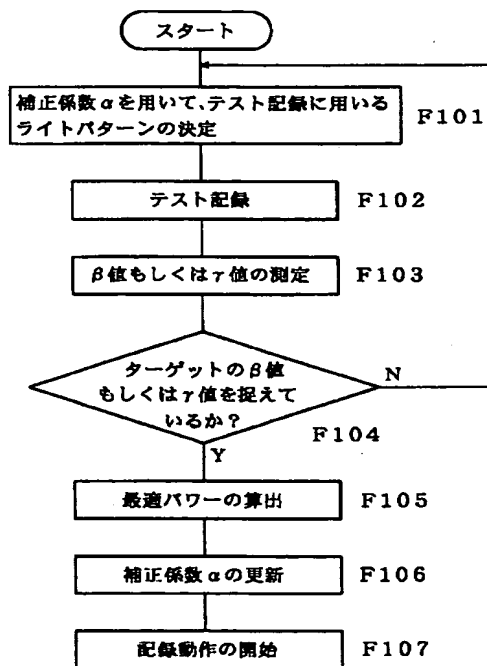 スタート
補正係数αを用いて、テスト記録に用いる
ライトパターンの決定
F101
テスト記録
F102
β値もしくはγ値の測定
F103
ターゲットのβ値
もしくはγ値を捉えて
いるか？
N
F104
Y
最適パワーの算出
F105
補正係数αの更新
F106
記録動作の開始
F107